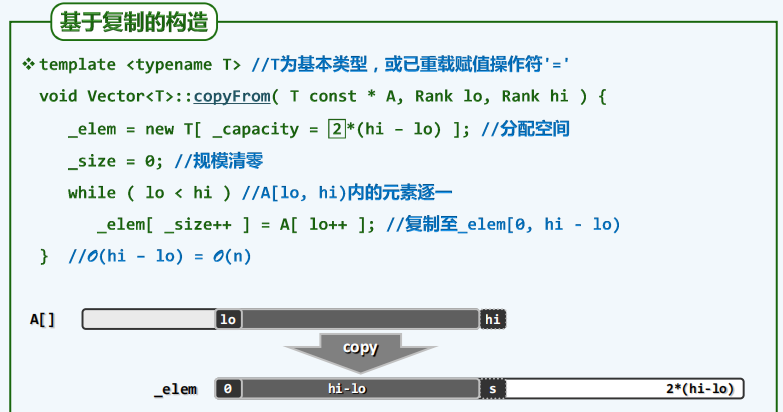 基于复制的构造
❖ template <typename T> //T为基本类型，或已重载赋值操作符'='
void Vector<T>::copyFrom( T const * A, Rank lo, Rank hi ) {
_elem = new T[ _capacity = 2*(hi – lo) ]; //分配空间
_size = 0; //规模清零
while ( lo < hi ) //A[lo, hi)内的元素逐一
_elem[ _size++ ] = A[ lo++ ]; //复制至_elem[0, hi - lo)
} //O(hi – lo) = O(n)
A[] lo hi
copy
_elem 0 hi-lo s 2*(hi-lo)